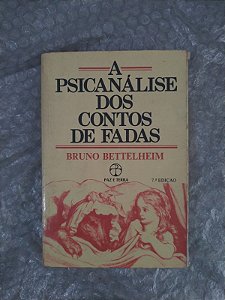 A
PSICANÁLISE
DOS
CONTOS
DE FADAS
BRUNO BETTELHEIM
PAZ E TERRA
7.ª EDIÇÃO